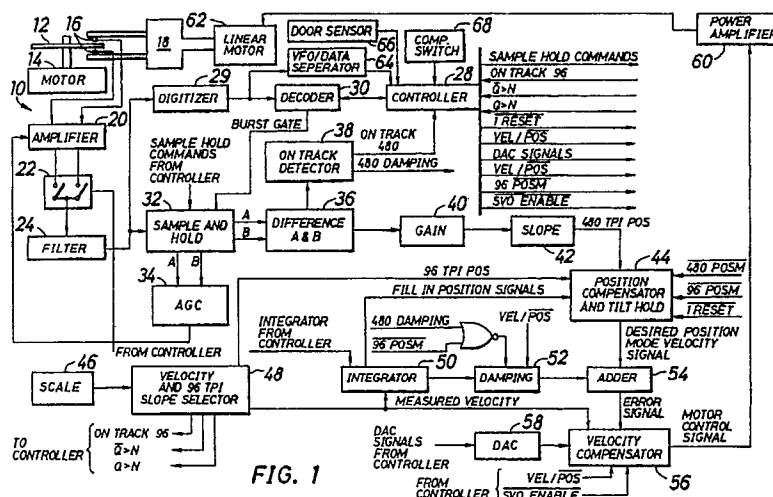 12
16
18
62
LINEAR
MOTOR
DOOR
SENSOR
66
68
COMP.
SWITCH
POWER
AMPLIFIER
60
MOTOR
14
10
VFO/DATA
SEPERATOR
64
29
DIGITIZER
30
DECODER
28
CONTROLLER
SAMPLE HOLD COMMANDS
ON TRACK 96
Q̅>N
Q>N
1 RESET
VEL/POS
DAC SIGNALS
VEL/POS
96 POSM
SVO ENABLE
AMPLIFIER
20
BURST GATE
SAMPLE HOLD
COMMANDS
FROM
CONTROLLER
38
ON TRACK
DETECTOR
ON TRACK
480
480 DAMPING
22
24
FILTER
32
SAMPLE AND
HOLD
A
B
36
DIFFERENCE
A & B
40
GAIN
SLOPE
42
480 TPI POS
A
B
34
AGC
96 TPI POS
FILL IN POSITION SIGNALS
44
POSITION
COMPENSATOR
AND TILT HOLD
480 POSM
96 POSM
1 RESET
FROM CONTROLLER
INTEGRATOR
FROM
CONTROLLER
480 DAMPING
96 POSM
VEL/POS
DESIRED POSITION
MODE VELOCITY
SIGNAL
46
SCALE
48
VELOCITY
AND 96 TPI
SLOPE SELECTOR
50
INTEGRATOR
52
DAMPING
54
ADDER
MEASURED VELOCITY
ERROR
SIGNAL
MOTOR
CONTROL
SIGNAL
TO
CONTROLLER
ON TRACK 96
Q̅>N
Q>N
DAC
SIGNALS
FROM
CONTROLLER
58
DAC
VELOCITY
COMPENSATOR
56
FROM
CONTROLLER
VEL/POS
SVO ENABLE
FIG. 1